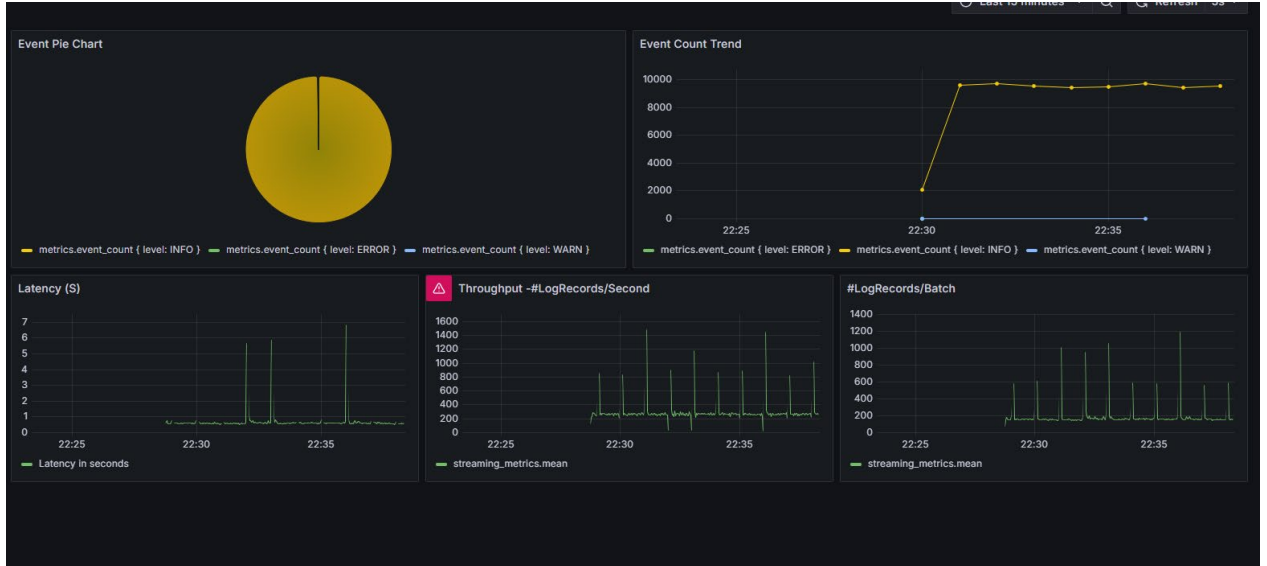 Last 15 minutes Refresh 5s
Event Pie Chart
metrics.event_count { level: INFO } metrics.event_count { level: ERROR } metrics.event_count { level: WARN }
Event Count Trend
10000
8000
6000
4000
2000
0
22:25 22:30 22:35
metrics.event_count { level: ERROR } metrics.event_count { level: INFO } metrics.event_count { level: WARN }
Latency (S)
7
6
5
4
3
2
1
0
22:25 22:30 22:35
Latency in seconds
Throughput -#LogRecords/Second
1600
1400
1200
1000
800
600
400
200
0
22:25 22:30 22:35
streaming_metrics.mean
#LogRecords/Batch
1400
1200
1000
800
600
400
200
0
22:25 22:30 22:35
streaming_metrics.mean